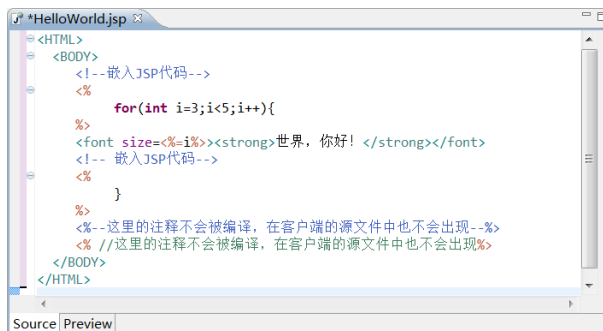 *HelloWorld.jsp
<HTML>
<BODY>
<!--嵌入JSP代码-->
<%
for(int i=3;i<5;i++){
%>
<font size=<%=i%>><strong>世界，你好！</strong></font>
<!-- 嵌入JSP代码-->
<%
}
%>
<%--这里的注释不会被编译，在客户端的源文件中也不会出现--%>
<% //这里的注释不会被编译，在客户端的源文件中也不会出现%>
</BODY>
</HTML>
Source Preview